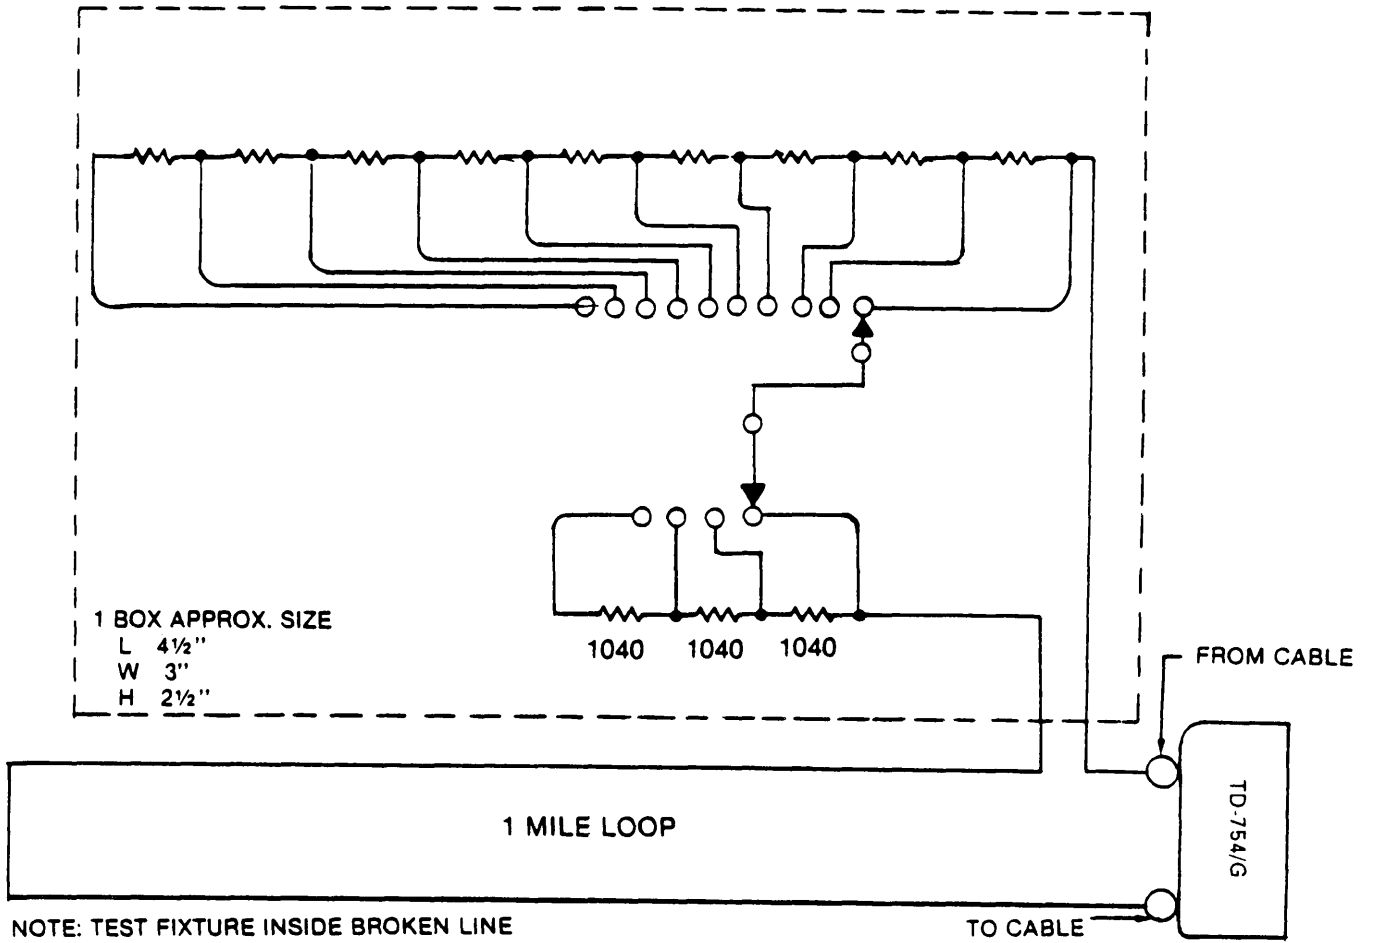 1 BOX APPROX. SIZE
L 4½"
W 3"
H 2½"
1040 1040 1040
FROM CABLE
TD-754/G
1 MILE LOOP
TO CABLE
NOTE: TEST FIXTURE INSIDE BROKEN LINE